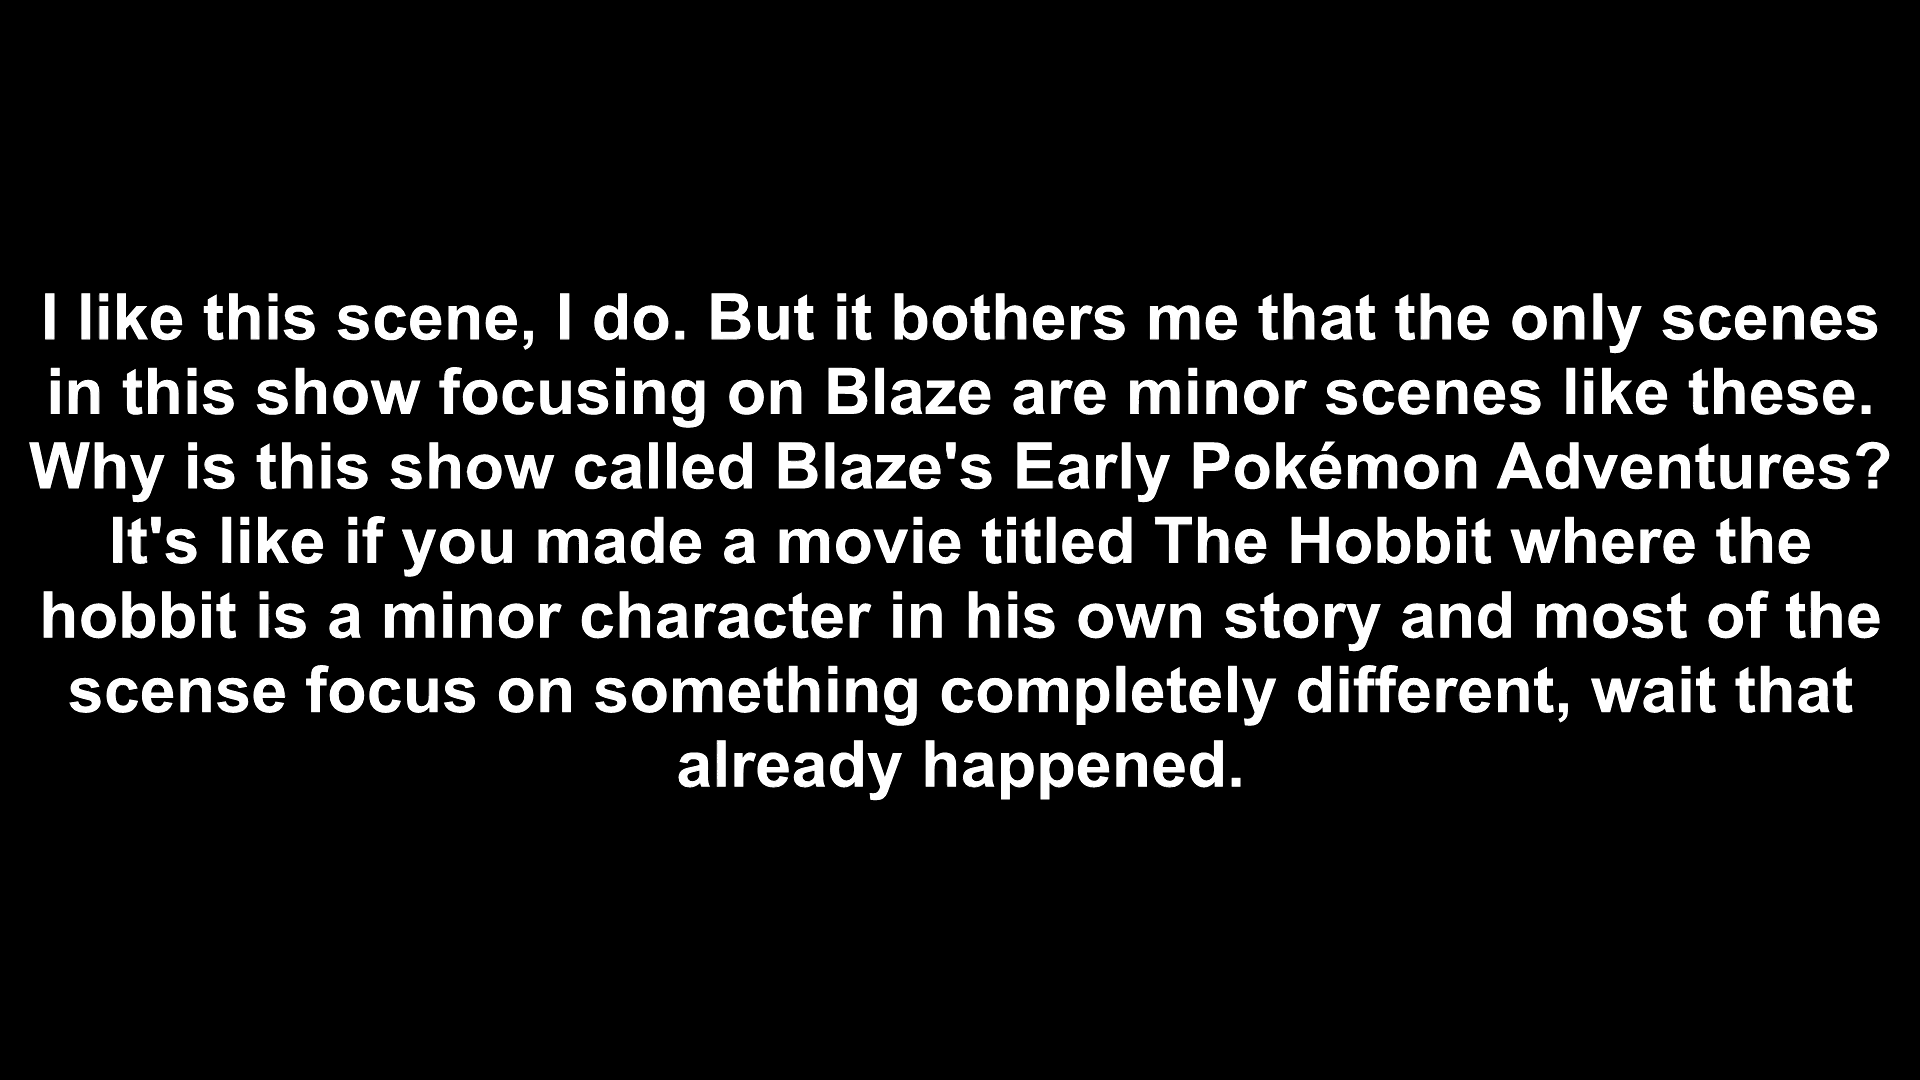 I like this scene, I do. But it bothers me that the only scenes
in this show focusing on Blaze are minor scenes like these.
Why is this show called Blaze's Early Pokémon Adventures?
It's like if you made a movie titled The Hobbit where the
hobbit is a minor character in his own story and most of the
scense focus on something completely different, wait that
already happened.